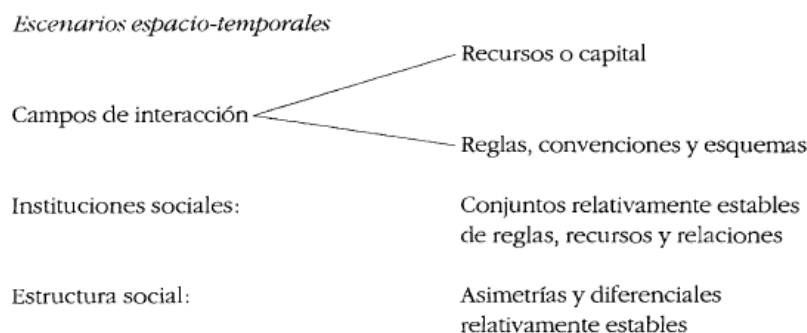 Escenarios espacio-temporales
Recursos o capital
Campos de interacción
Reglas, convenciones y esquemas
Instituciones sociales:
Conjuntos relativamente estables
de reglas, recursos y relaciones
Estructura social:
Asimetrías y diferenciales
relativamente estables